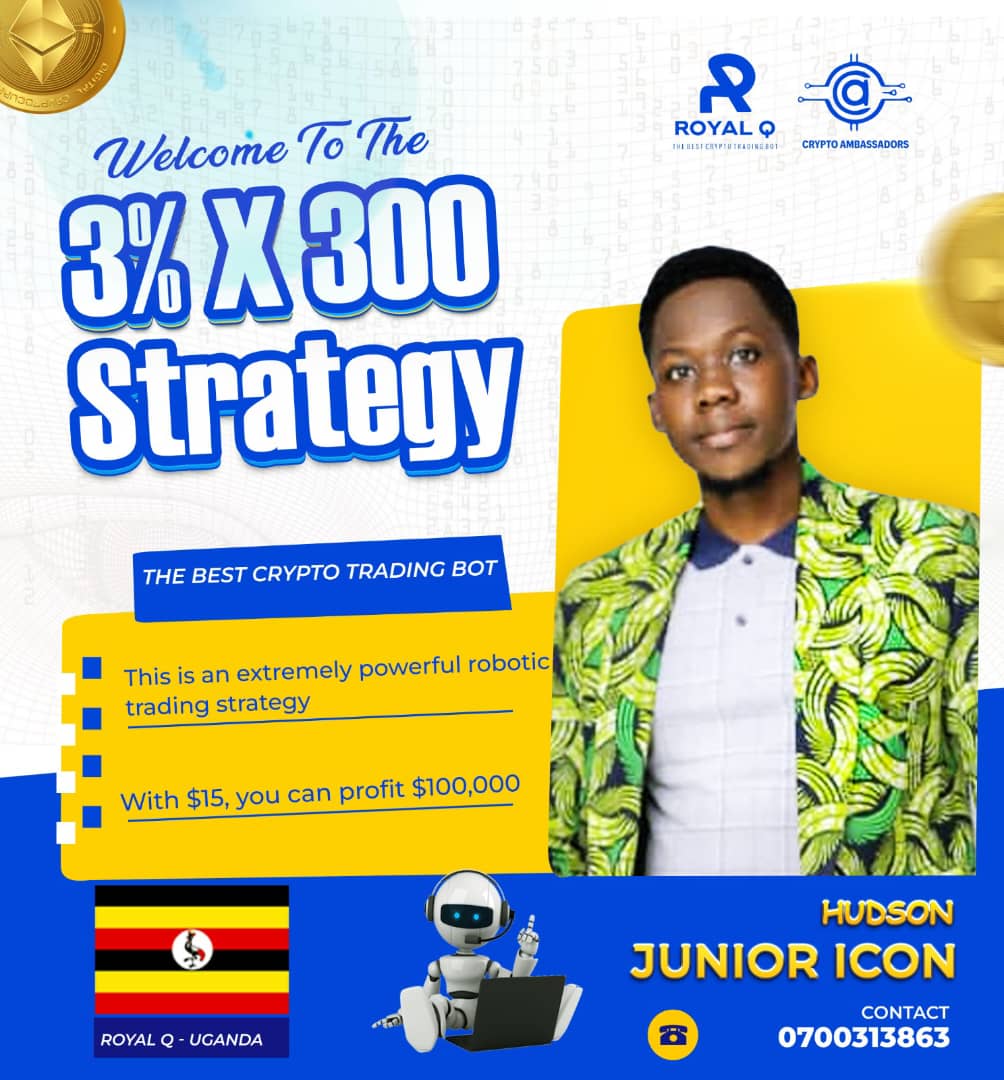 ROYAL Q
THE BEST CRYPTO TRADING BOT
CRYPTO AMBASSADORS
Welcome To The
3% X 300
Strategy
THE BEST CRYPTO TRADING BOT
This is an extremely powerful robotic
trading strategy
With $15, you can profit $100,000
ROYAL Q - UGANDA
HUDSON
JUNIOR ICON
CONTACT
0700313863